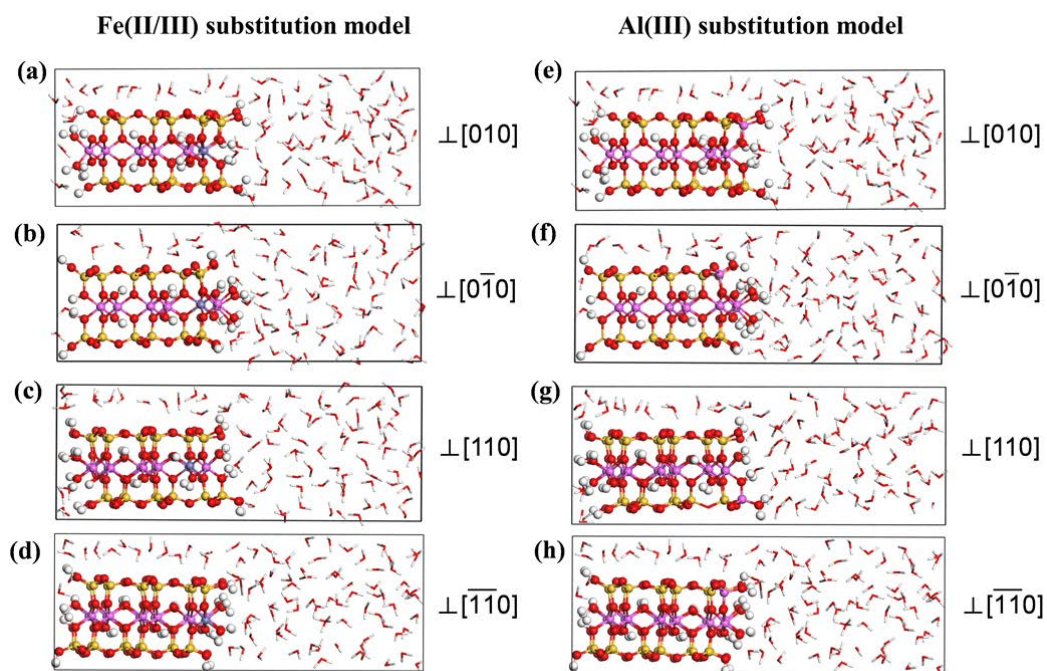 Fe(II/III) substitution model Al(III) substitution model
(a) ⊥[010] (e) ⊥[010]
(b) ⊥[01̅0] (f) ⊥[01̅0]
(c) ⊥[110] (g) ⊥[110]
(d) ⊥[1̅1̅0] (h) ⊥[1̅1̅0]